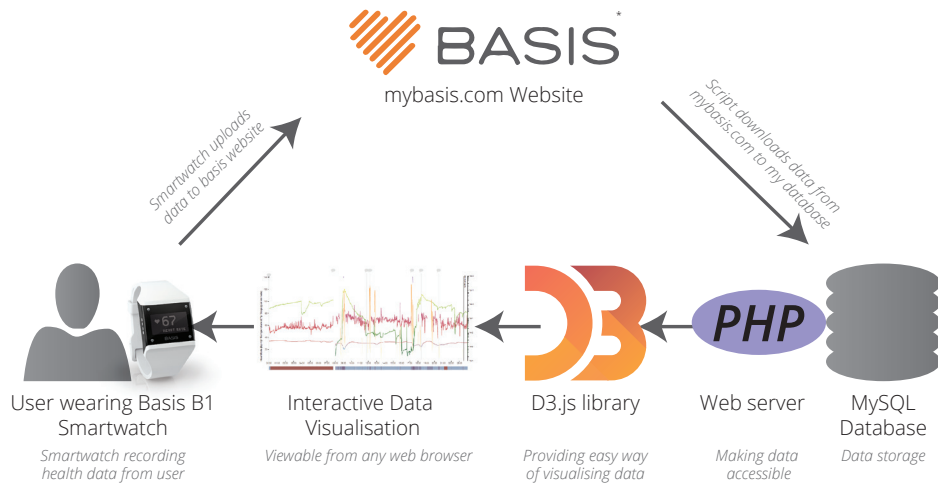 BASIS*
mybasis.com Website
Smartwatch uploads
data to basis website
Script downloads data from
mybasis.com to my database
67
D3
PHP
User wearing Basis B1
Smartwatch
Smartwatch recording
health data from user
Interactive Data
Visualisation
Viewable from any web browser
D3.js library
Providing easy way
of visualising data
Web server
Making data
accessible
MySQL
Database
Data storage